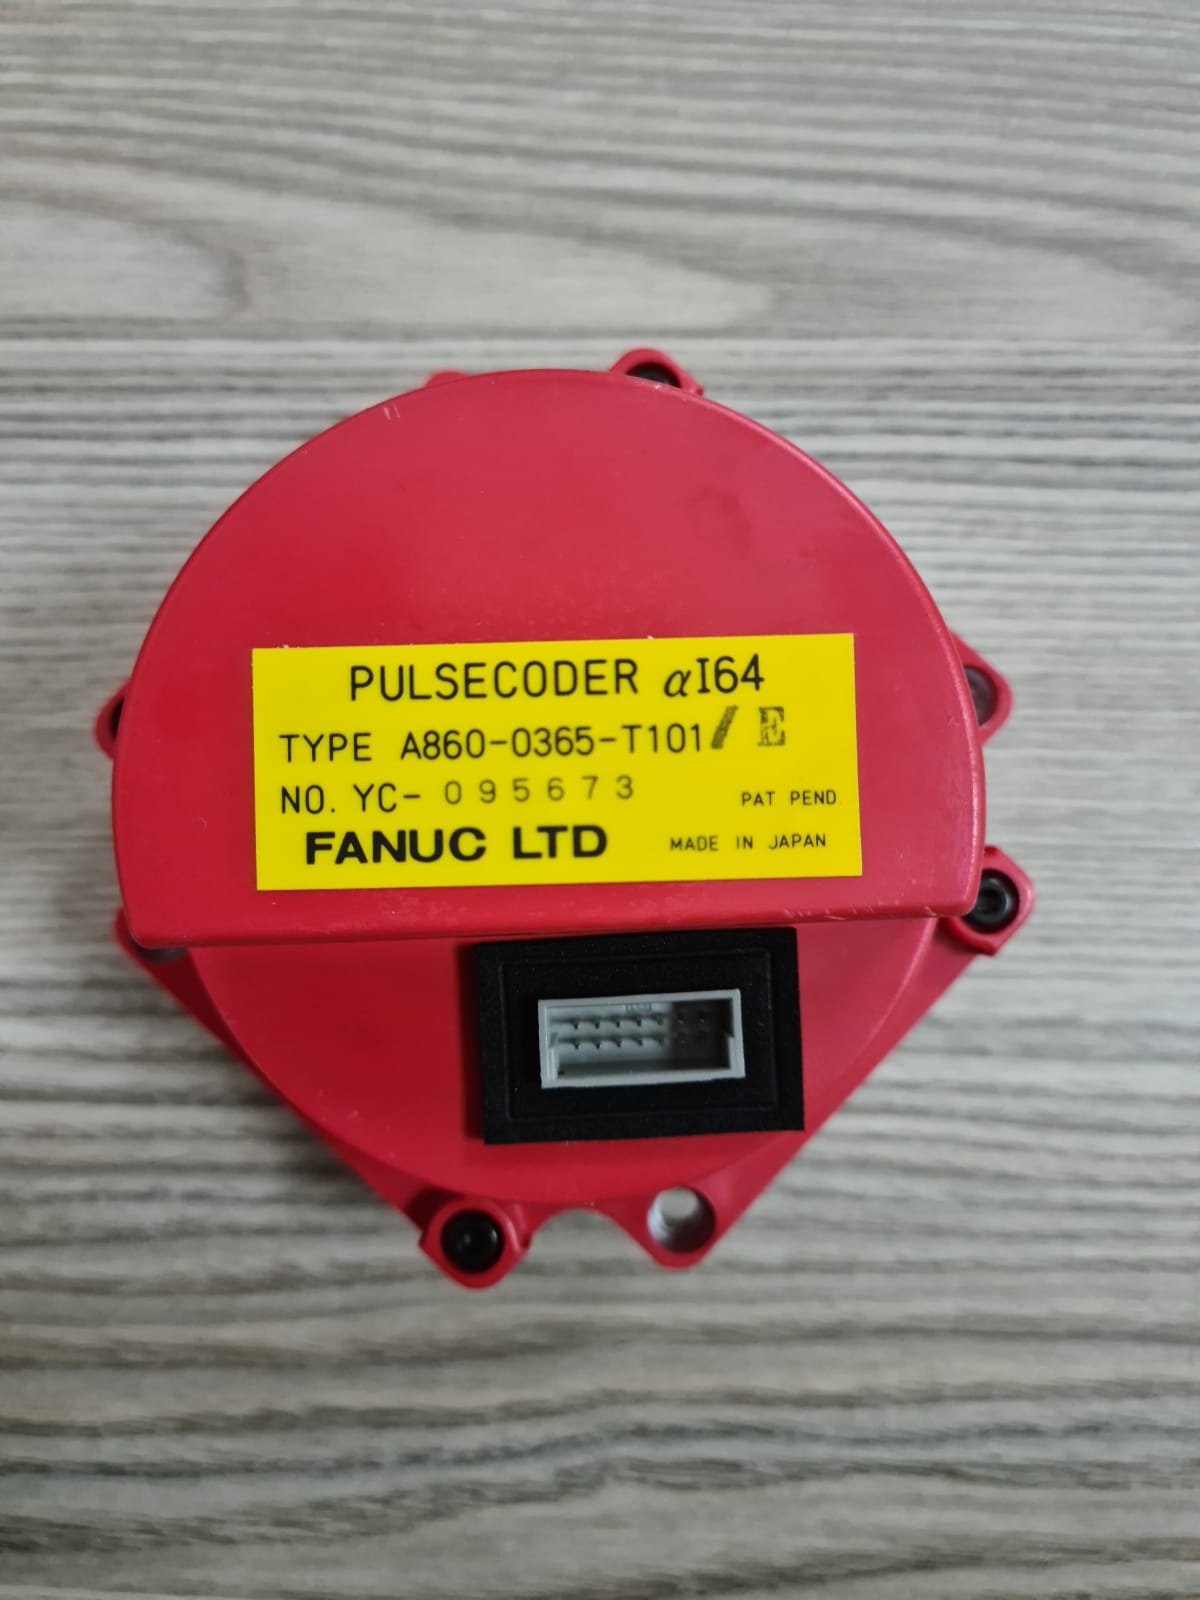 PULSECODER αI64
TYPE A860-0365-T101/E
NO. YC- 095673
PAT PEND.
FANUC LTD
MADE IN JAPAN